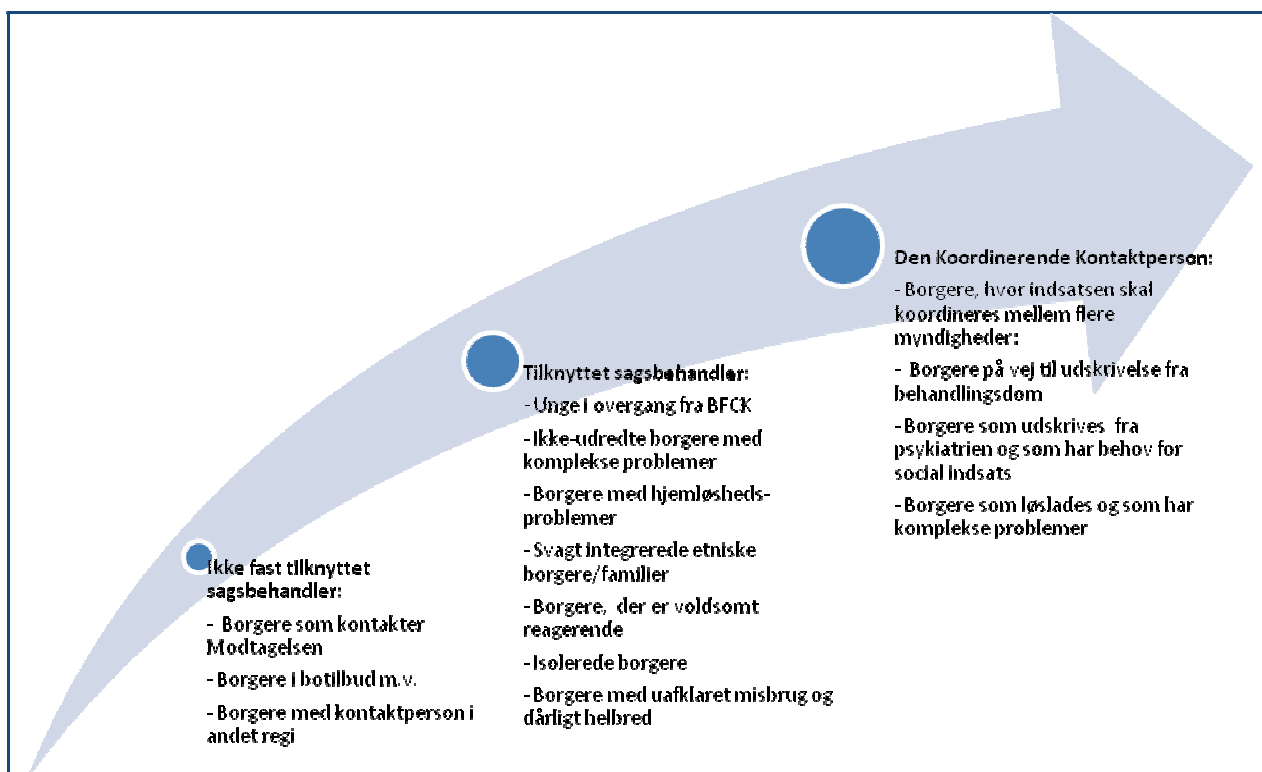 Ikke fast tilknyttet
sagsbehandler:
- Borgere som kontakter
Modtagelsen
- Borgere i botilbud m.v.
- Borgere med kontaktperson i
andet regi
Tilknyttet sagsbehandler:
- Unge i overgang fra BFCK
- Ikke-udredte borgere med
komplekse problemer
- Borgere med hjemløsheds-
problemer
- Svagt integrerede etniske
borgere/familier
- Borgere, der er voldsomt
reagerende
- Isolerede borgere
- Borgere med uafklaret misbrug og
dårligt helbred
Den Koordinerende Kontaktperson:
- Borgere, hvor indsatsen skal
koordineres mellem flere
myndigheder:
- Borgere på vej til udskrivelse fra
behandlingsdom
- Borgere som udskrives fra
psykiatrien og som har behov for
social indsats
- Borgere som løslades og som har
komplekse problemer